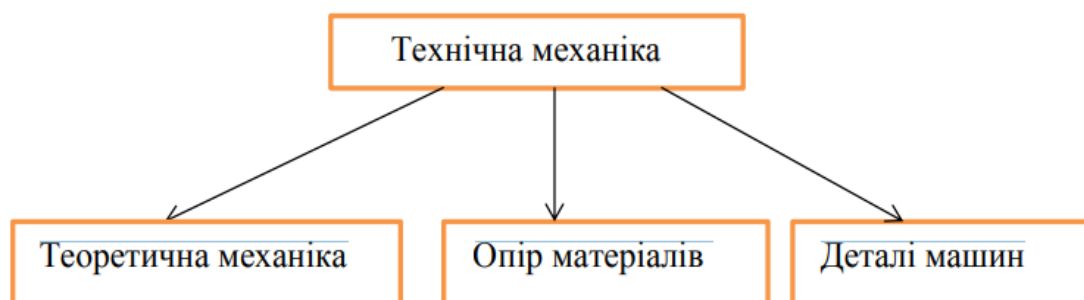 Технічна механіка
Теоретична механіка
Опір матеріалів
Деталі машин